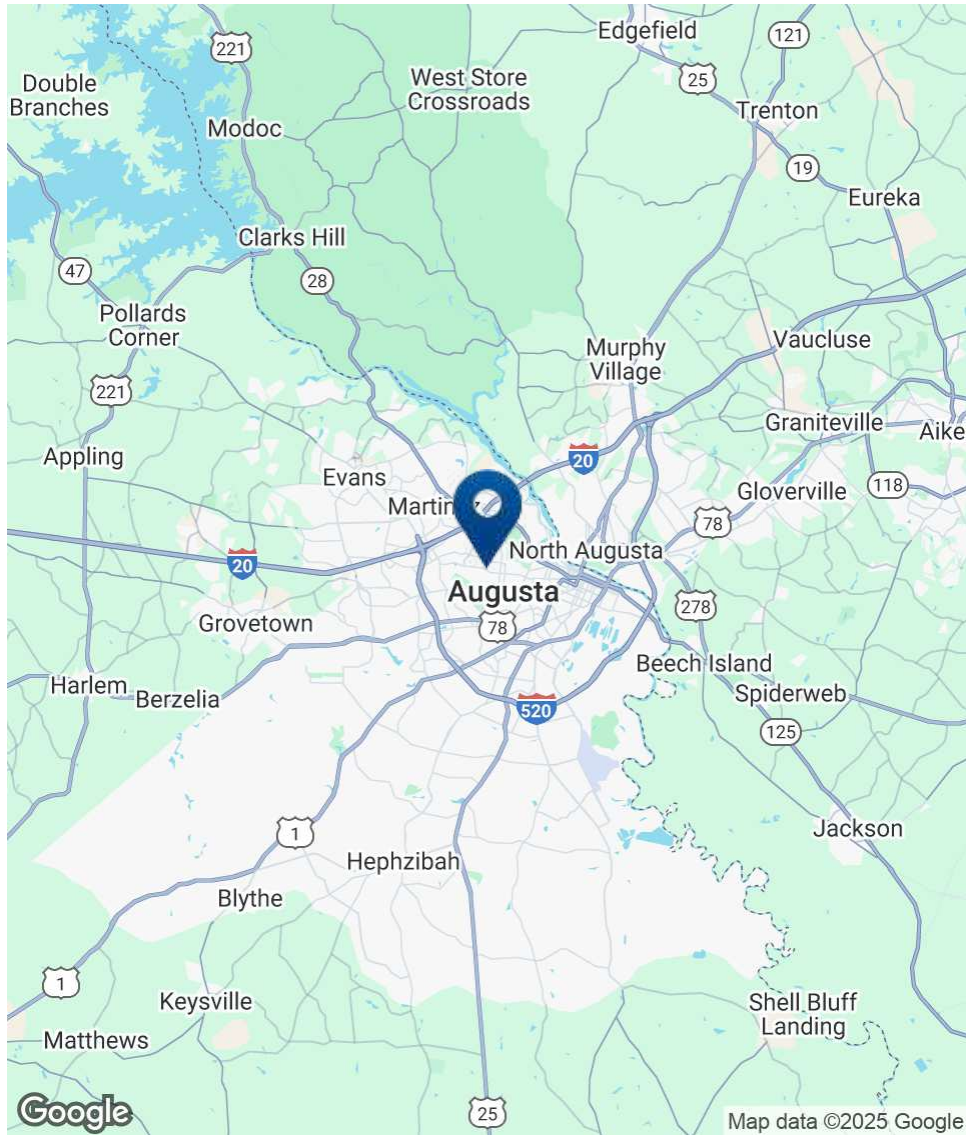 Edgefield
121
221
Double
Branches
West Store
Crossroads
25
Trenton
Modoc
19
Eureka
Clarks Hill
47
28
Pollards
Corner
Vaucluse
Murphy
Village
221
Graniteville
Aike
Appling
20
Evans
118
Gloverville
Martin
78
North Augusta
20
Augusta
278
Grovetown
78
Beech Island
Harlem
Berzelia
Spiderweb
520
125
1
Jackson
Hephzibah
Blythe
1
Keysville
Shell Bluff
Landing
Matthews
25
Google
Map data ©2025 Google